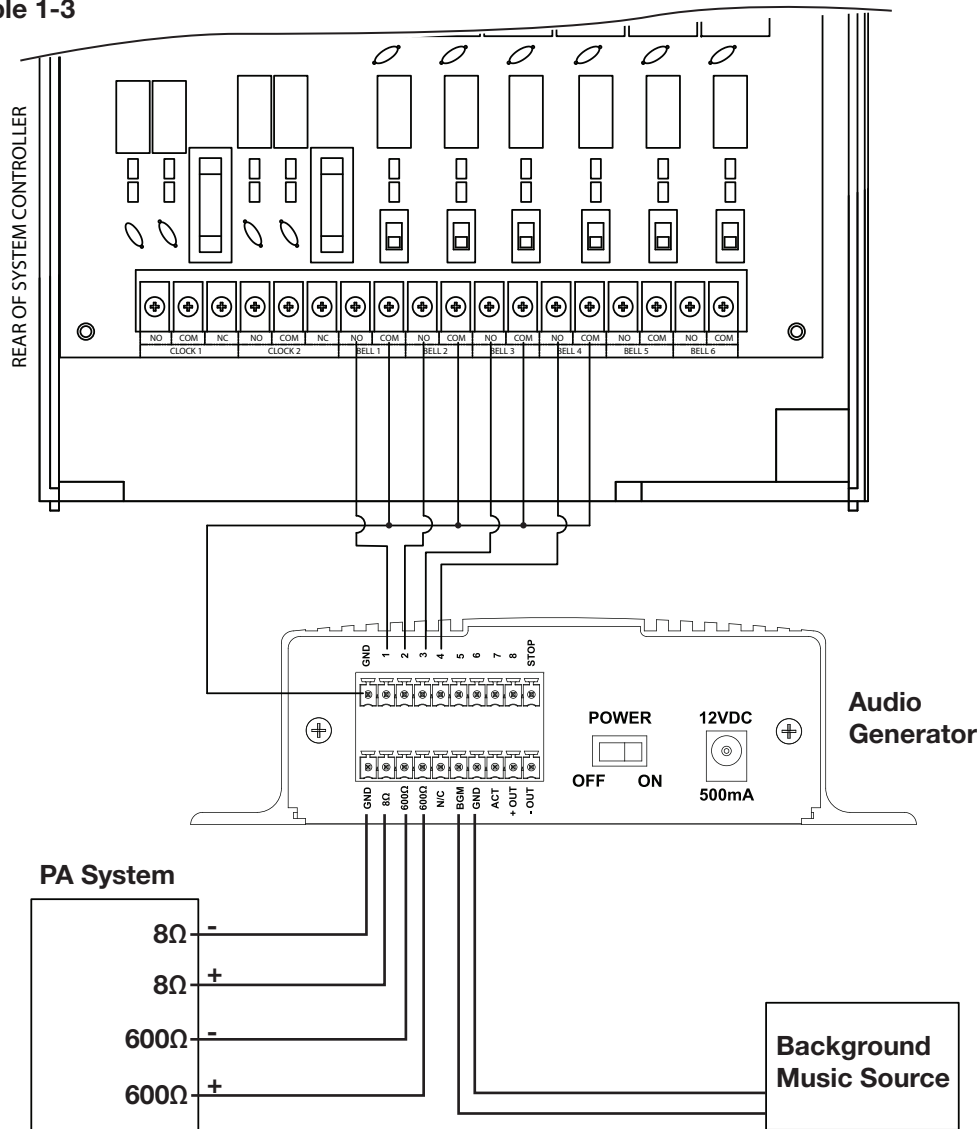 ble 1-3
REAR OF SYSTEM CONTROLLER
NO COM NC NO COM NC NO COM NO COM NO COM NO COM NO COM NO COM
CLOCK 1 CLOCK 2 BELL 1 BELL 2 BELL 3 BELL 4 BELL 5 BELL 6
GND 1 2 3 4 5 6 7 8 STOP
POWER
OFF ON
12VDC
500mA
Audio
Generator
GND 8Ω 600Ω 600Ω N/C BGM GND ACT + OUT - OUT
PA System
8Ω -
8Ω +
600Ω -
600Ω +
Background
Music Source